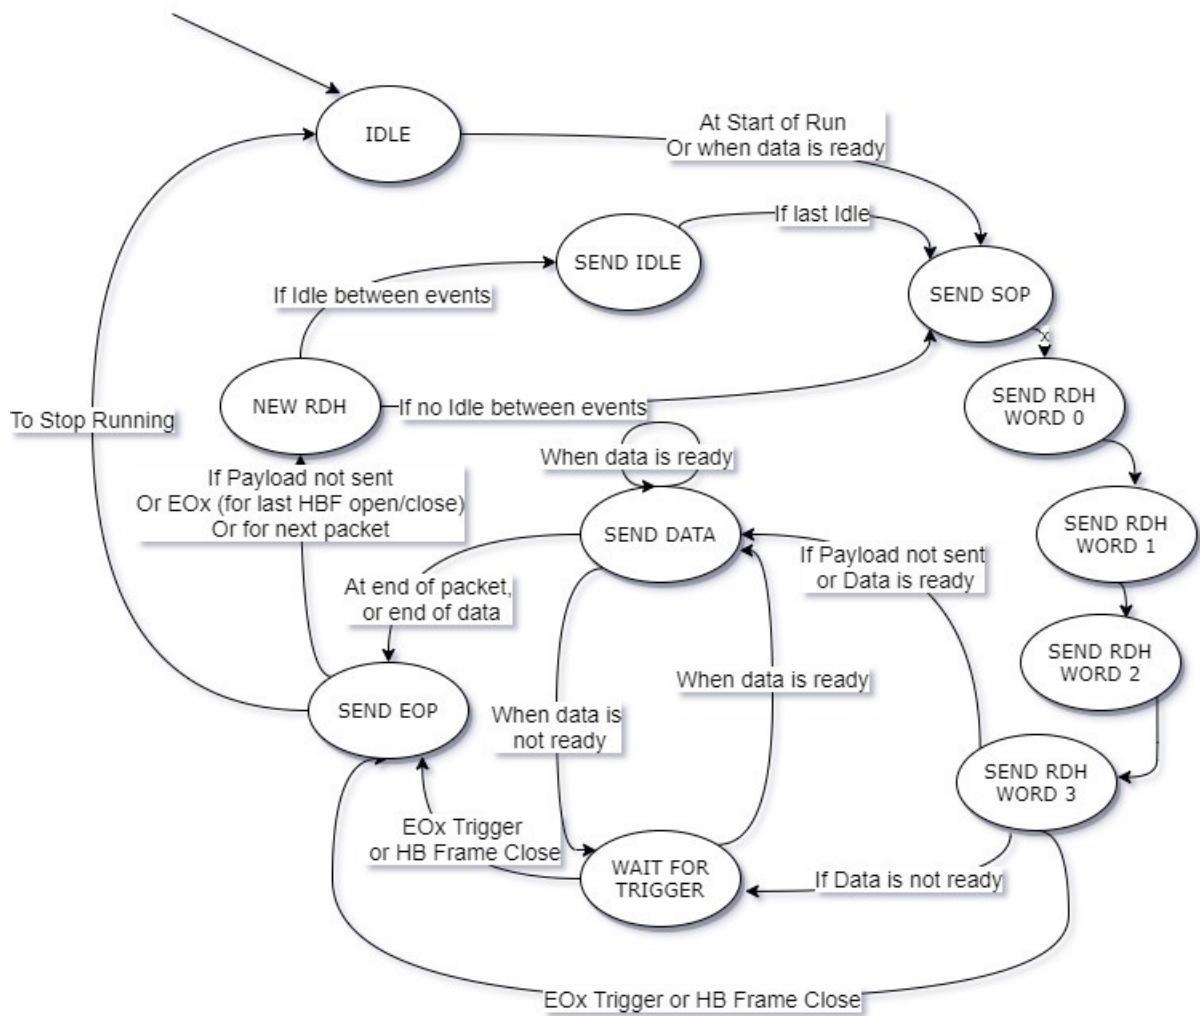 IDLE
At Start of Run
Or when data is ready
If last Idle
SEND IDLE
SEND SOP
If Idle between events
x
NEW RDH
If no Idle between events
SEND RDH
WORD 0
To Stop Running
When data is ready
If Payload not sent
Or EOx (for last HBF open/close)
Or for next packet
SEND DATA
SEND RDH
WORD 1
If Payload not sent
or Data is ready
At end of packet,
or end of data
SEND RDH
WORD 2
When data is ready
SEND EOP
When data is
not ready
SEND RDH
WORD 3
EOx Trigger
or HB Frame Close
WAIT FOR
TRIGGER
If Data is not ready
EOx Trigger or HB Frame Close